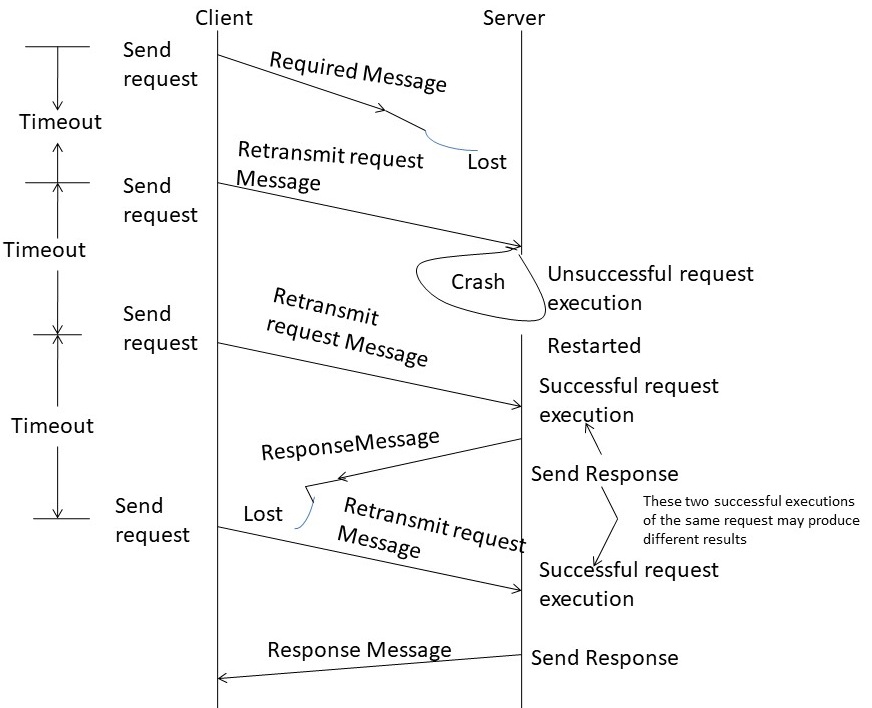 Client
Server
Send
request
Required Message
Timeout
Lost
Retransmit request
Message
Send
request
Timeout
Crash
Unsuccessful request
execution
Send
request
Retransmit
request Message
Restarted
Successful request
execution
Timeout
ResponseMessage
Send Response
Send
request
Lost
Retransmit request
Message
These two successful executions
of the same request may produce
different results
Successful request
execution
Response Message
Send Response